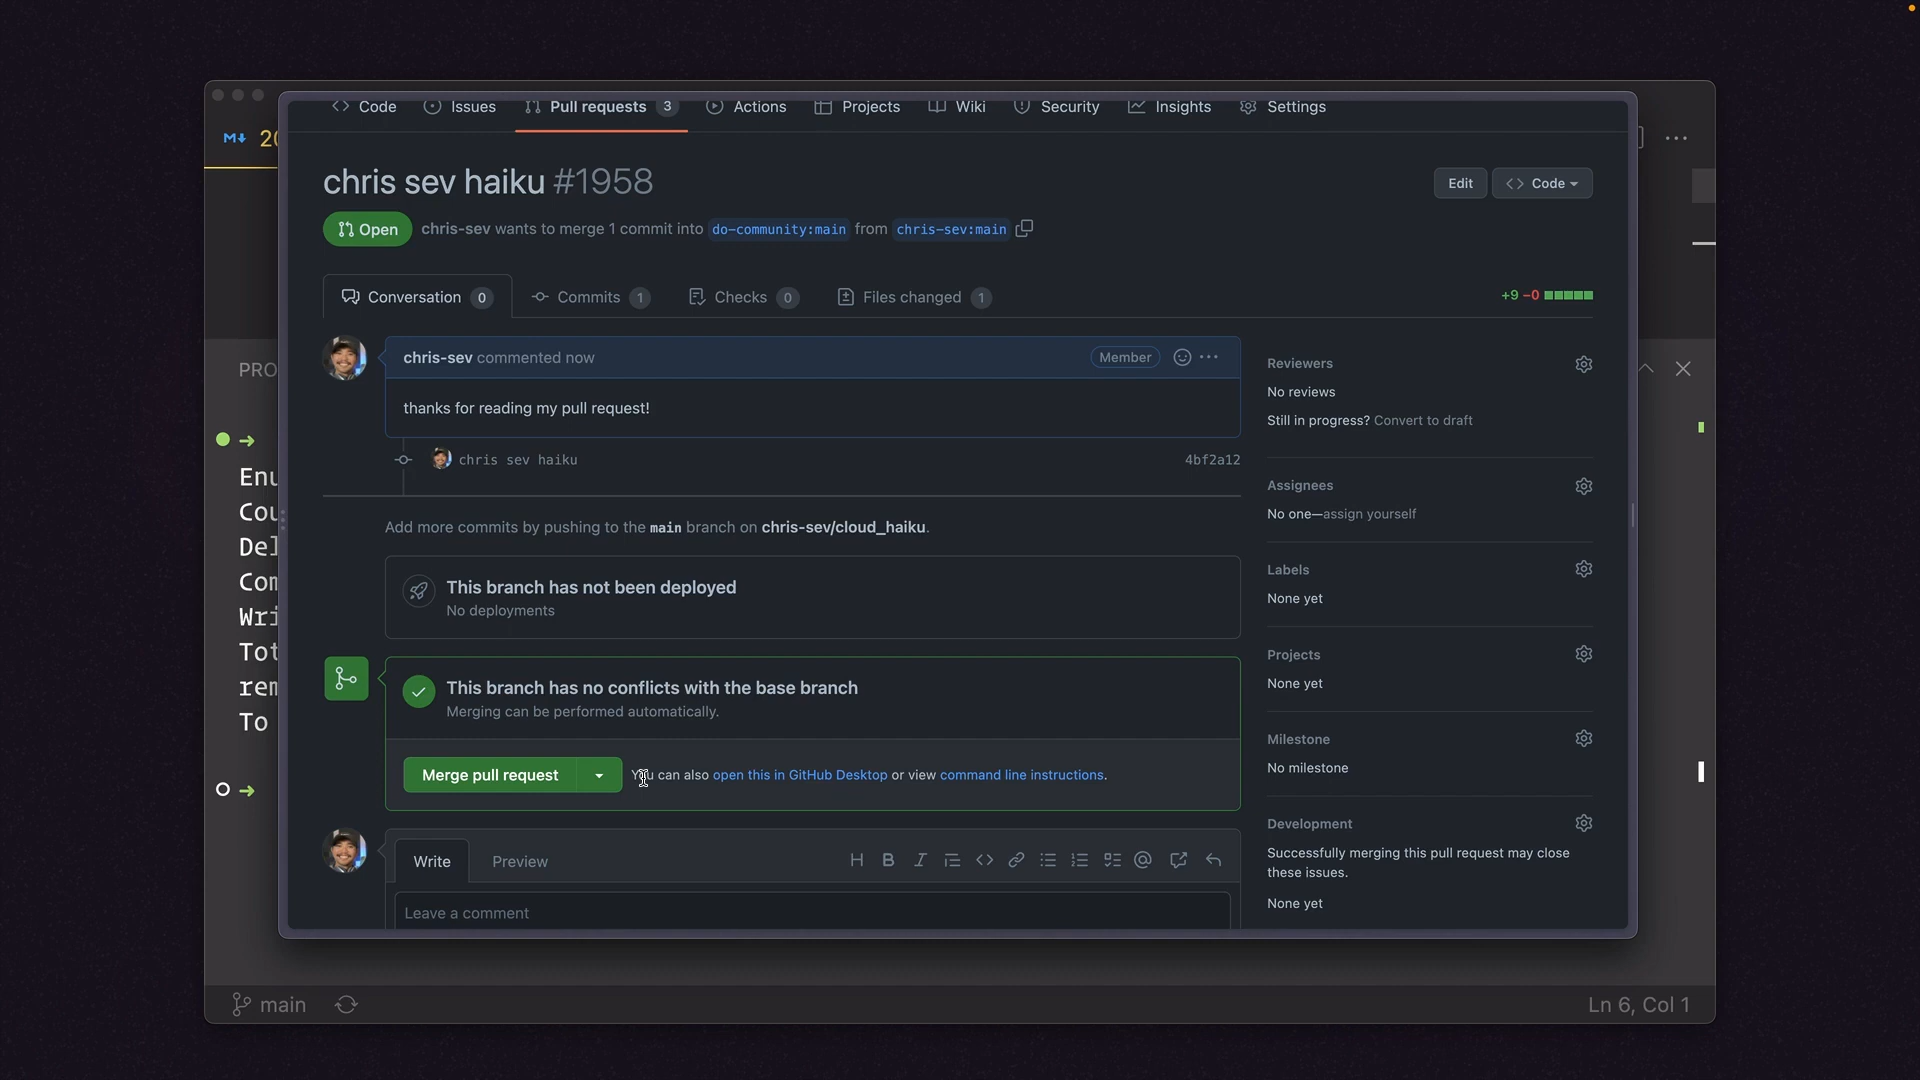 Code Issues Pull requests 3 Actions Projects Wiki Security Insights Settings
M↓ 20
chris sev haiku #1958
Edit <> Code
Open chris-sev wants to merge 1 commit into do-community:main from chris-sev:main
Conversation 0 Commits 1 Checks 0 Files changed 1 +9 −0
chris-sev commented now Member
thanks for reading my pull request!
chris sev haiku 4bf2a12
Add more commits by pushing to the main branch on chris-sev/cloud_haiku.
This branch has not been deployed
No deployments
This branch has no conflicts with the base branch
Merging can be performed automatically.
Merge pull request You can also open this in GitHub Desktop or view command line instructions.
Write Preview
Leave a comment
Reviewers
No reviews
Still in progress? Convert to draft
Assignees
No one—assign yourself
Labels
None yet
Projects
None yet
Milestone
No milestone
Development
Successfully merging this pull request may close
these issues.
None yet
PRO
Enu
Cou
Del
Com
Wri
Tot
rem
To
main
Ln 6, Col 1